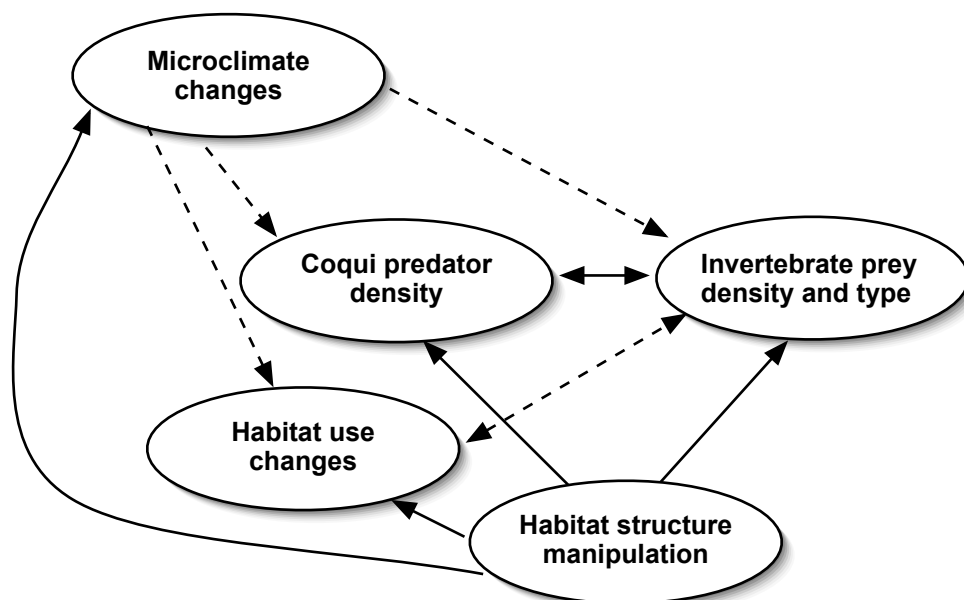 Microclimate
changes
Coqui predator
density
Invertebrate prey
density and type
Habitat use
changes
Habitat structure
manipulation